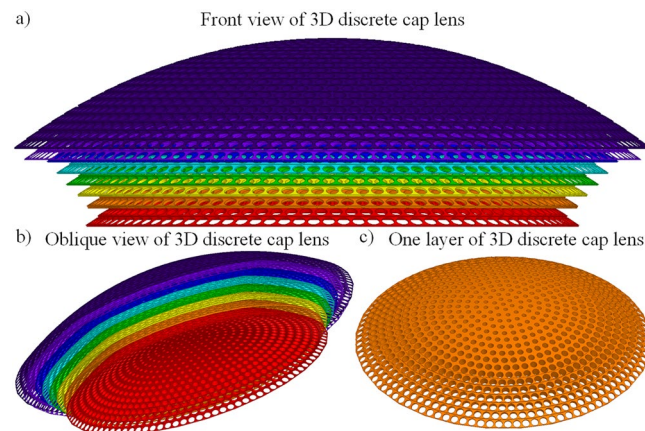 a) Front view of 3D discrete cap lens
b) Oblique view of 3D discrete cap lens
c) One layer of 3D discrete cap lens